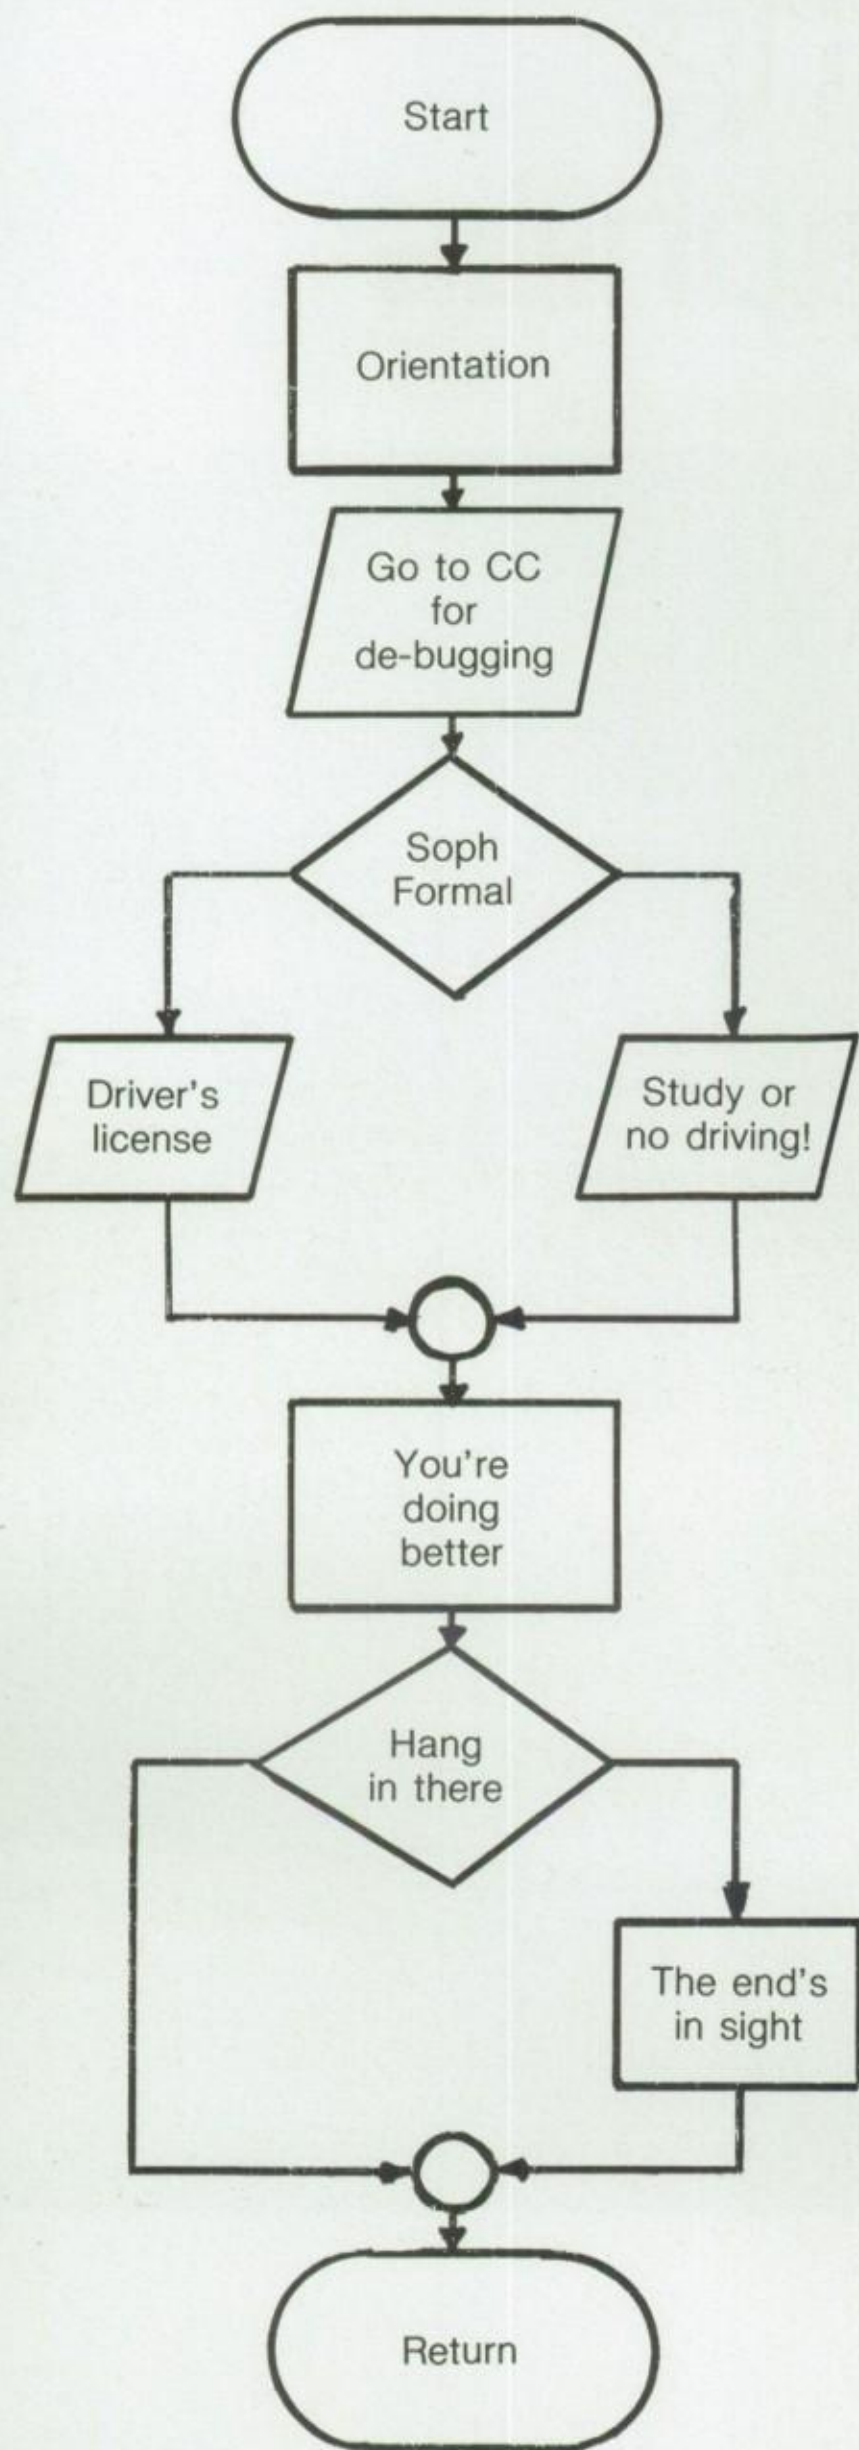 Start
Orientation
Go to CC
for
de-bugging
Soph
Formal
Driver's
license
Study or
no driving!
You're
doing
better
Hang
in there
The end's
in sight
Return